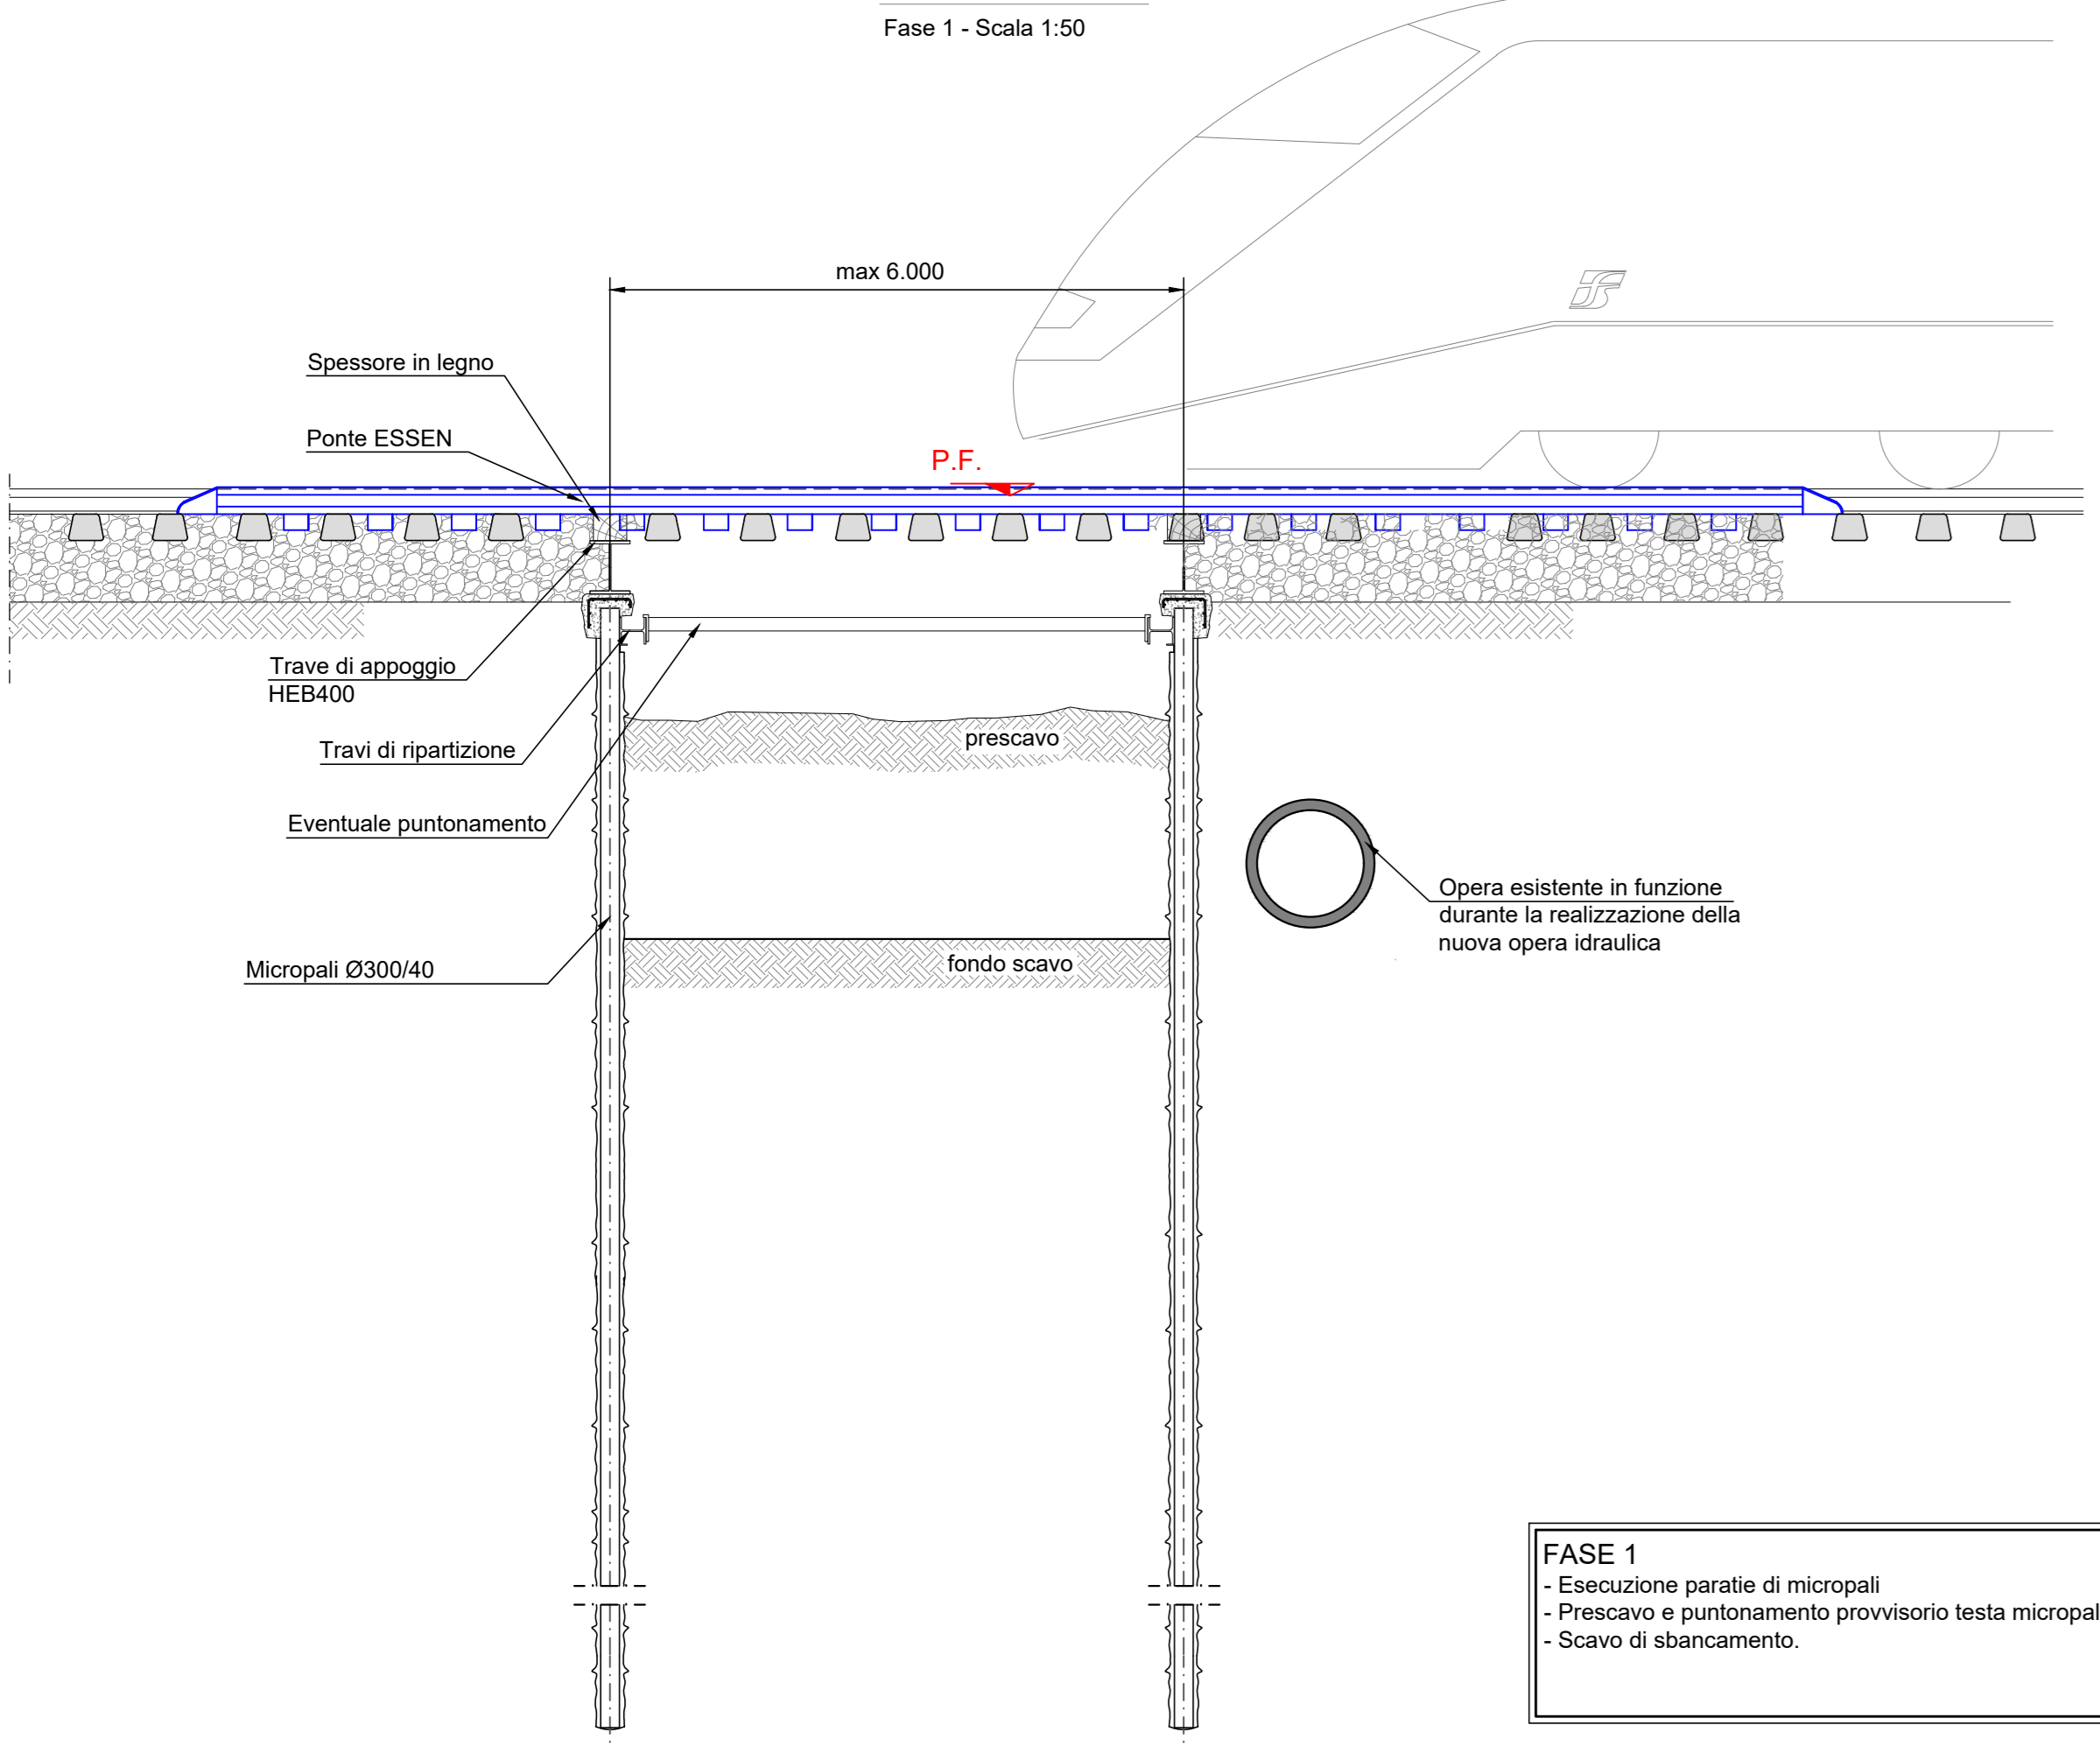 Fase 1 - Scala 1:50
max 6.000
Spessore in legno
Ponte ESSEN
P.F.
Trave di appoggio
HEB400
Travi di ripartizione
prescavo
Eventuale puntonamento
Opera esistente in funzione
durante la realizzazione della
nuova opera idraulica
Micropali Ø300/40
fondo scavo
FASE 1
- Esecuzione paratie di micropali
- Prescavo e puntonamento provvisorio testa micropal
- Scavo di sbancamento.